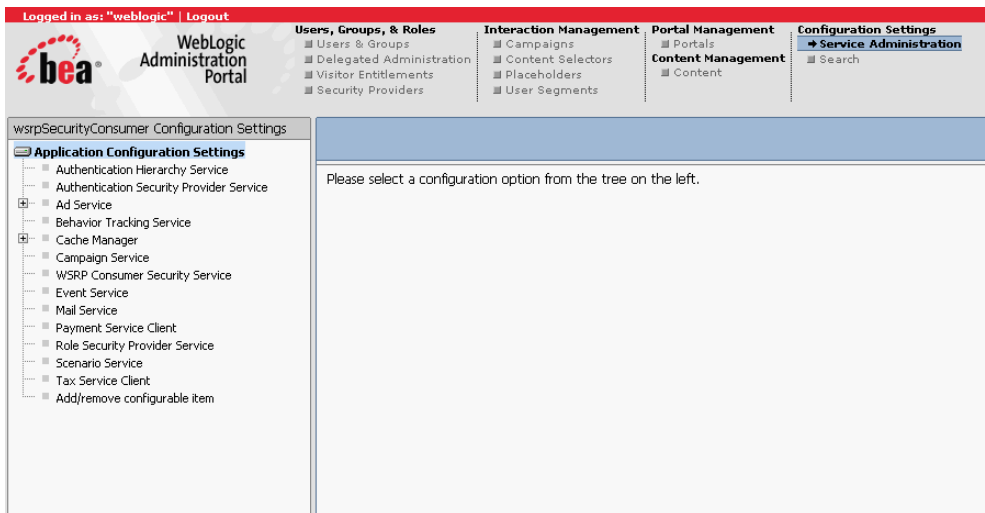 Logged in as: "weblogic" | Logout
bea
WebLogic
Administration
Portal
Users, Groups, & Roles
Users & Groups
Delegated Administration
Visitor Entitlements
Security Providers
Interaction Management
Campaigns
Content Selectors
Placeholders
User Segments
Portal Management
Portals
Content Management
Content
Configuration Settings
Service Administration
Search
wsrpSecurityConsumer Configuration Settings
Application Configuration Settings
Authentication Hierarchy Service
Authentication Security Provider Service
Ad Service
Behavior Tracking Service
Cache Manager
Campaign Service
WSRP Consumer Security Service
Event Service
Mail Service
Payment Service Client
Role Security Provider Service
Scenario Service
Tax Service Client
Add/remove configurable item
Please select a configuration option from the tree on the left.